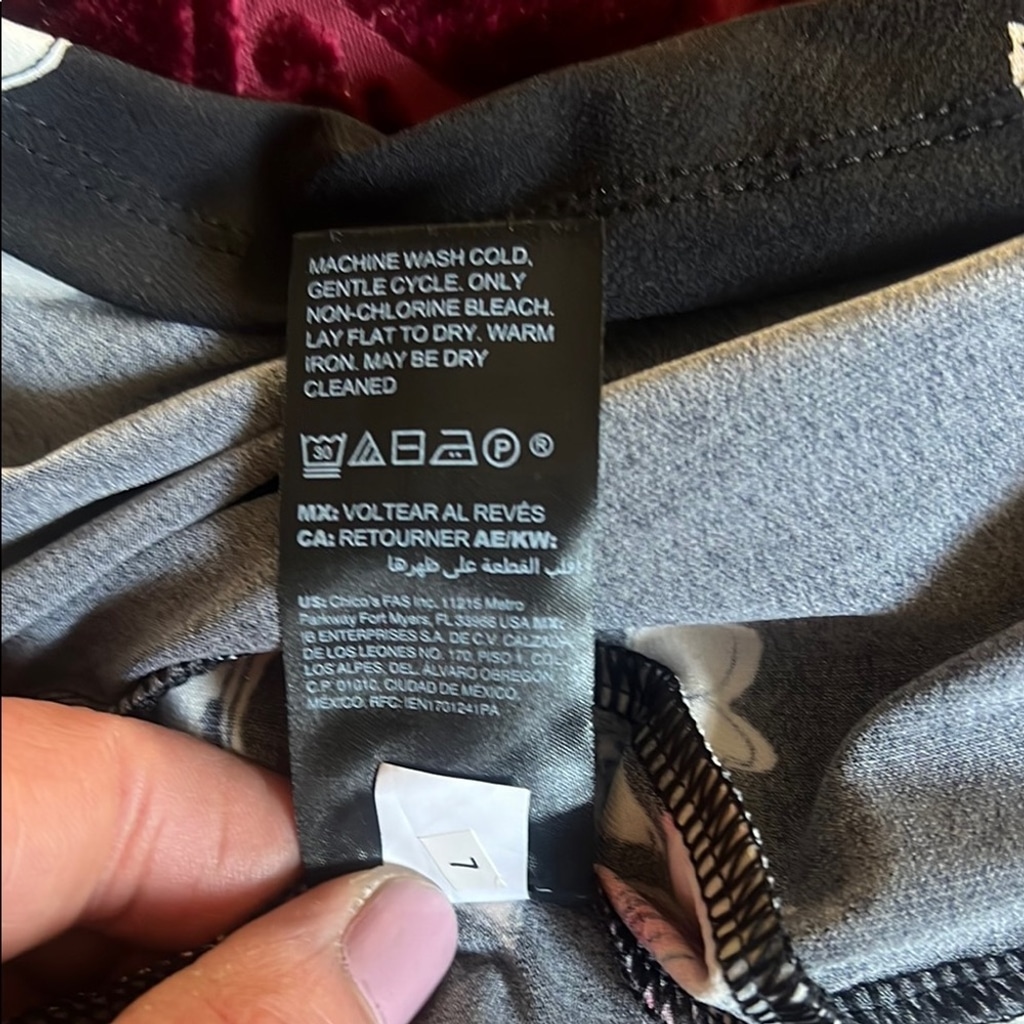 MACHINE WASH COLD,
GENTLE CYCLE. ONLY
NON-CHLORINE BLEACH.
LAY FLAT TO DRY. WARM
IRON. MAY BE DRY
CLEANED
30 P ®
MX: VOLTEAR AL REVÉS
CA: RETOURNER AE/KW:
اقلب القطعة على ظهرها
US: Chico's FAS Inc. 11215 Metro
Parkway Fort Myers, FL 33966 USA MX:
ENTERPRISES S.A. DE C.V. CALZADA
DE LOS LEONES NO. 170, PISO 1, COL.
LOS ALPES, DEL. ÁLVARO OBREGON,
C.P. 01010, CIUDAD DE MEXICO,
MEXICO, RFC: IEN1701241PA
7